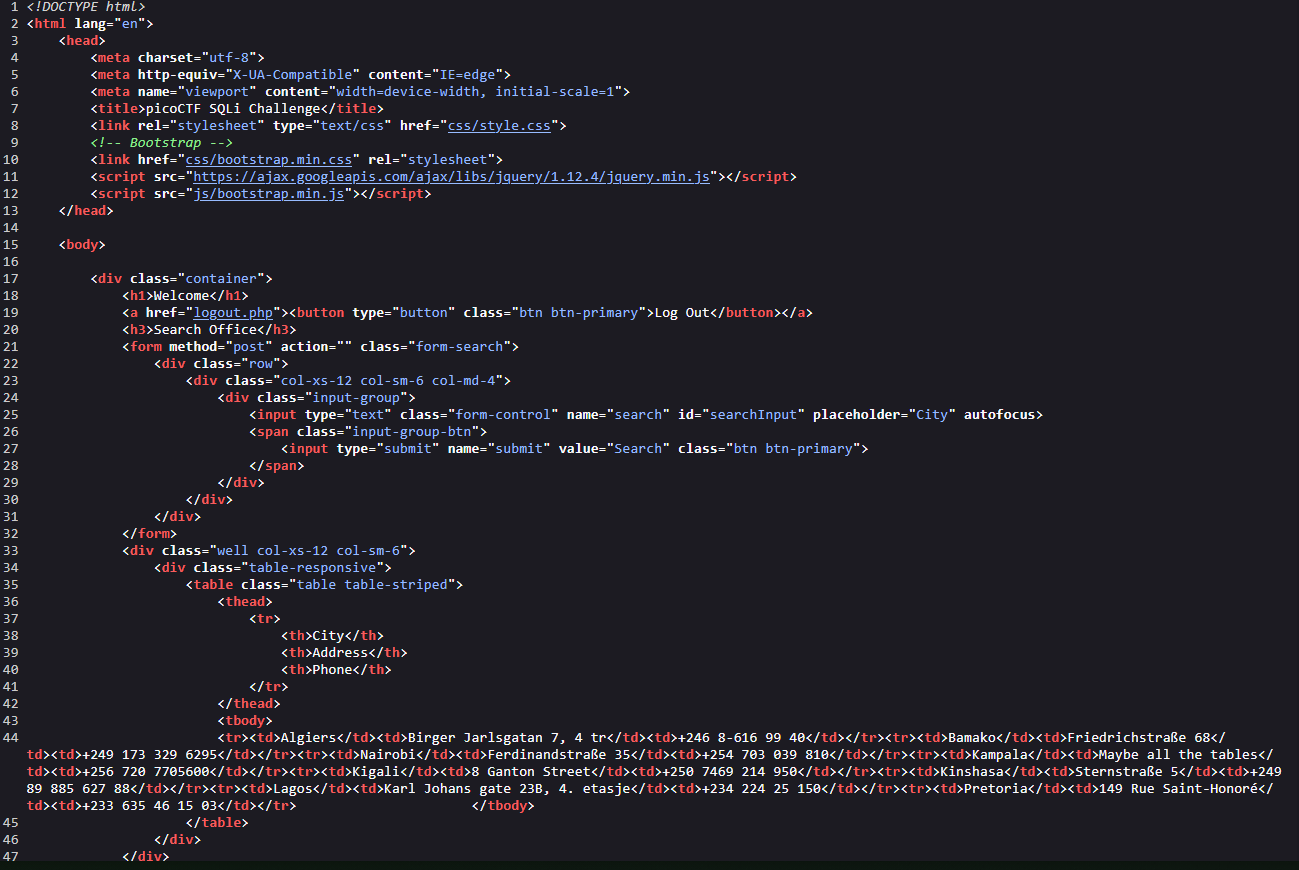 1 <!DOCTYPE html>
2 <html lang="en">
3 <head>
4 <meta charset="utf-8">
5 <meta http-equiv="X-UA-Compatible" content="IE=edge">
6 <meta name="viewport" content="width=device-width, initial-scale=1">
7 <title>picoCTF SQLi Challenge</title>
8 <link rel="stylesheet" type="text/css" href="css/style.css">
9 <!-- Bootstrap -->
10 <link href="css/bootstrap.min.css" rel="stylesheet">
11 <script src="https://ajax.googleapis.com/ajax/libs/jquery/1.12.4/jquery.min.js"></script>
12 <script src="js/bootstrap.min.js"></script>
13 </head>
14
15 <body>
16
17 <div class="container">
18 <h1>Welcome</h1>
19 <a href="logout.php"><button type="button" class="btn btn-primary">Log Out</button></a>
20 <h3>Search Office</h3>
21 <form method="post" action="" class="form-search">
22 <div class="row">
23 <div class="col-xs-12 col-sm-6 col-md-4">
24 <div class="input-group">
25 <input type="text" class="form-control" name="search" id="searchInput" placeholder="City" autofocus>
26 <span class="input-group-btn">
27 <input type="submit" name="submit" value="Search" class="btn btn-primary">
28 </span>
29 </div>
30 </div>
31 </div>
32 </form>
33 <div class="well col-xs-12 col-sm-6">
34 <div class="table-responsive">
35 <table class="table table-striped">
36 <thead>
37 <tr>
38 <th>City</th>
39 <th>Address</th>
40 <th>Phone</th>
41 </tr>
42 </thead>
43 <tbody>
44 <tr><td>Algiers</td><td>Birger Jarlsgatan 7, 4 tr</td><td>+246 8-616 99 40</td></tr><tr><td>Bamako</td><td>Friedrichstraße 68</
td><td>+249 173 329 6295</td></tr><tr><td>Nairobi</td><td>Ferdinandstraße 35</td><td>+254 703 039 810</td></tr><tr><td>Kampala</td><td>Maybe all the tables</
td><td>+256 720 7705600</td></tr><tr><td>Kigali</td><td>8 Ganton Street</td><td>+250 7469 214 950</td></tr><tr><td>Kinshasa</td><td>Sternstraße 5</td><td>+249
89 885 627 88</td></tr><tr><td>Lagos</td><td>Karl Johans gate 23B, 4. etasje</td><td>+234 224 25 150</td></tr><tr><td>Pretoria</td><td>149 Rue Saint-Honoré</
td><td>+233 635 46 15 03</td></tr> </tbody>
45 </table>
46 </div>
47 </div>